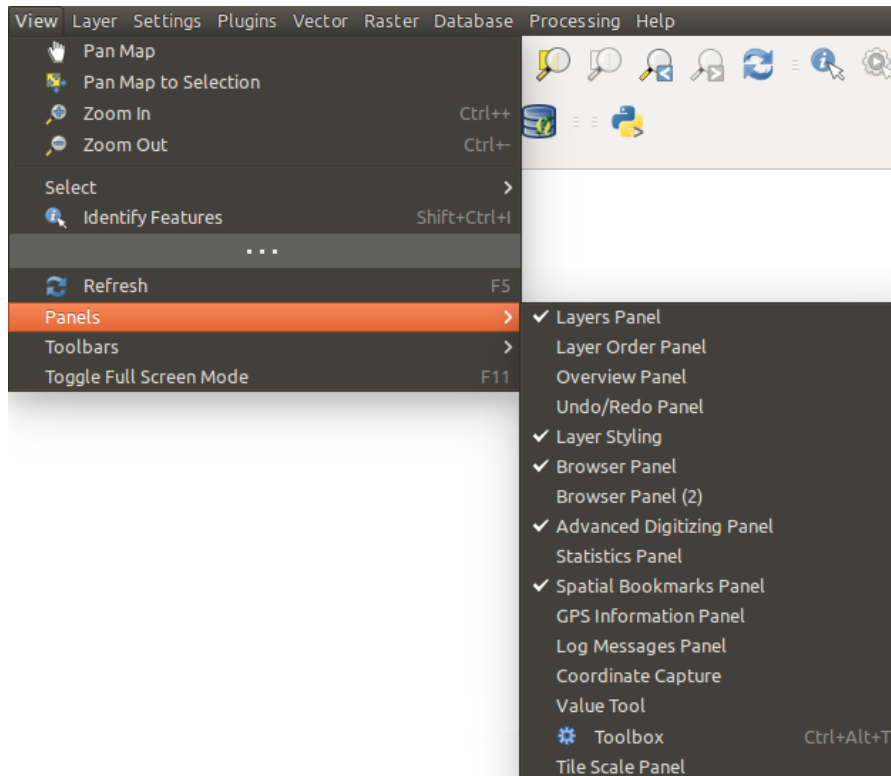 View Layer Settings Plugins Vector Raster Database Processing Help
Pan Map
Pan Map to Selection
Zoom In Ctrl++
Zoom Out Ctrl+-
Select
Identify Features Shift+Ctrl+I
...
Refresh F5
Panels
Toolbars
Toggle Full Screen Mode F11
Layers Panel
Layer Order Panel
Overview Panel
Undo/Redo Panel
Layer Styling
Browser Panel
Browser Panel (2)
Advanced Digitizing Panel
Statistics Panel
Spatial Bookmarks Panel
GPS Information Panel
Log Messages Panel
Coordinate Capture
Value Tool
Toolbox Ctrl+Alt+T
Tile Scale Panel